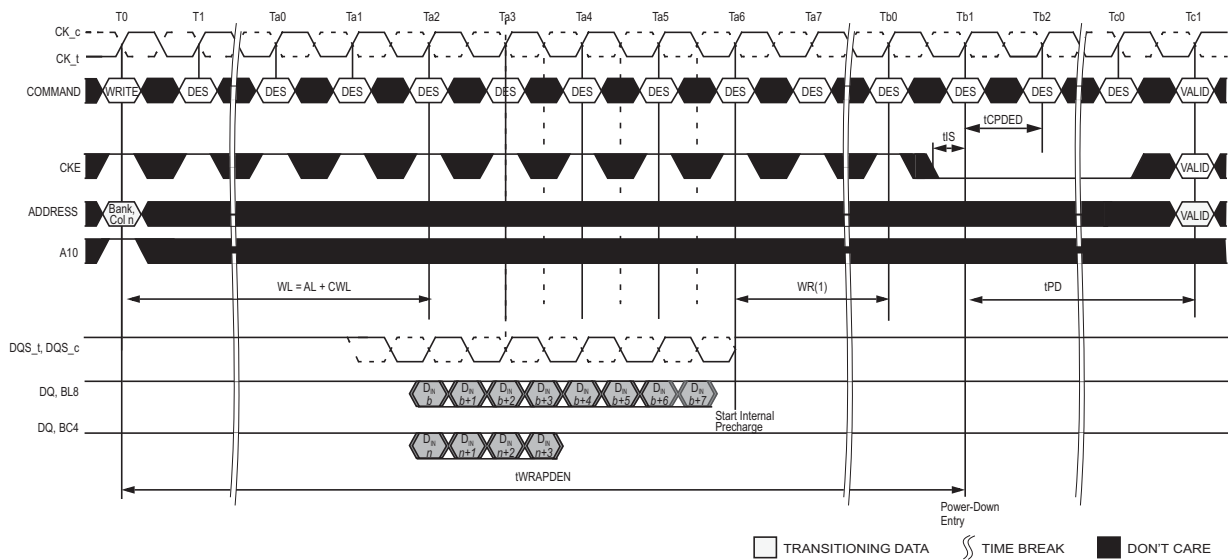 T0 T1 Ta0 Ta1 Ta2 Ta3 Ta4 Ta5 Ta6 Ta7 Tb0 Tb1 Tb2 Tc0 Tc1
CK_c
CK_t
COMMAND WRITE DES DES DES DES DES DES DES DES DES DES DES DES DES VALID
tCPDED
tIS
CKE VALID
ADDRESS Bank, Col n VALID
A10
WL = AL + CWL WR(1) tPD
DQS_t, DQS_c
DQ, BL8 DIN b DIN b+1 DIN b+2 DIN b+3 DIN b+4 DIN b+5 DIN b+6 DIN b+7
Start Internal
Precharge
DQ, BC4 DIN n DIN n+1 DIN n+2 DIN n+3
tWRAPDEN
Power-Down
Entry
TRANSITIONING DATA TIME BREAK DON'T CARE